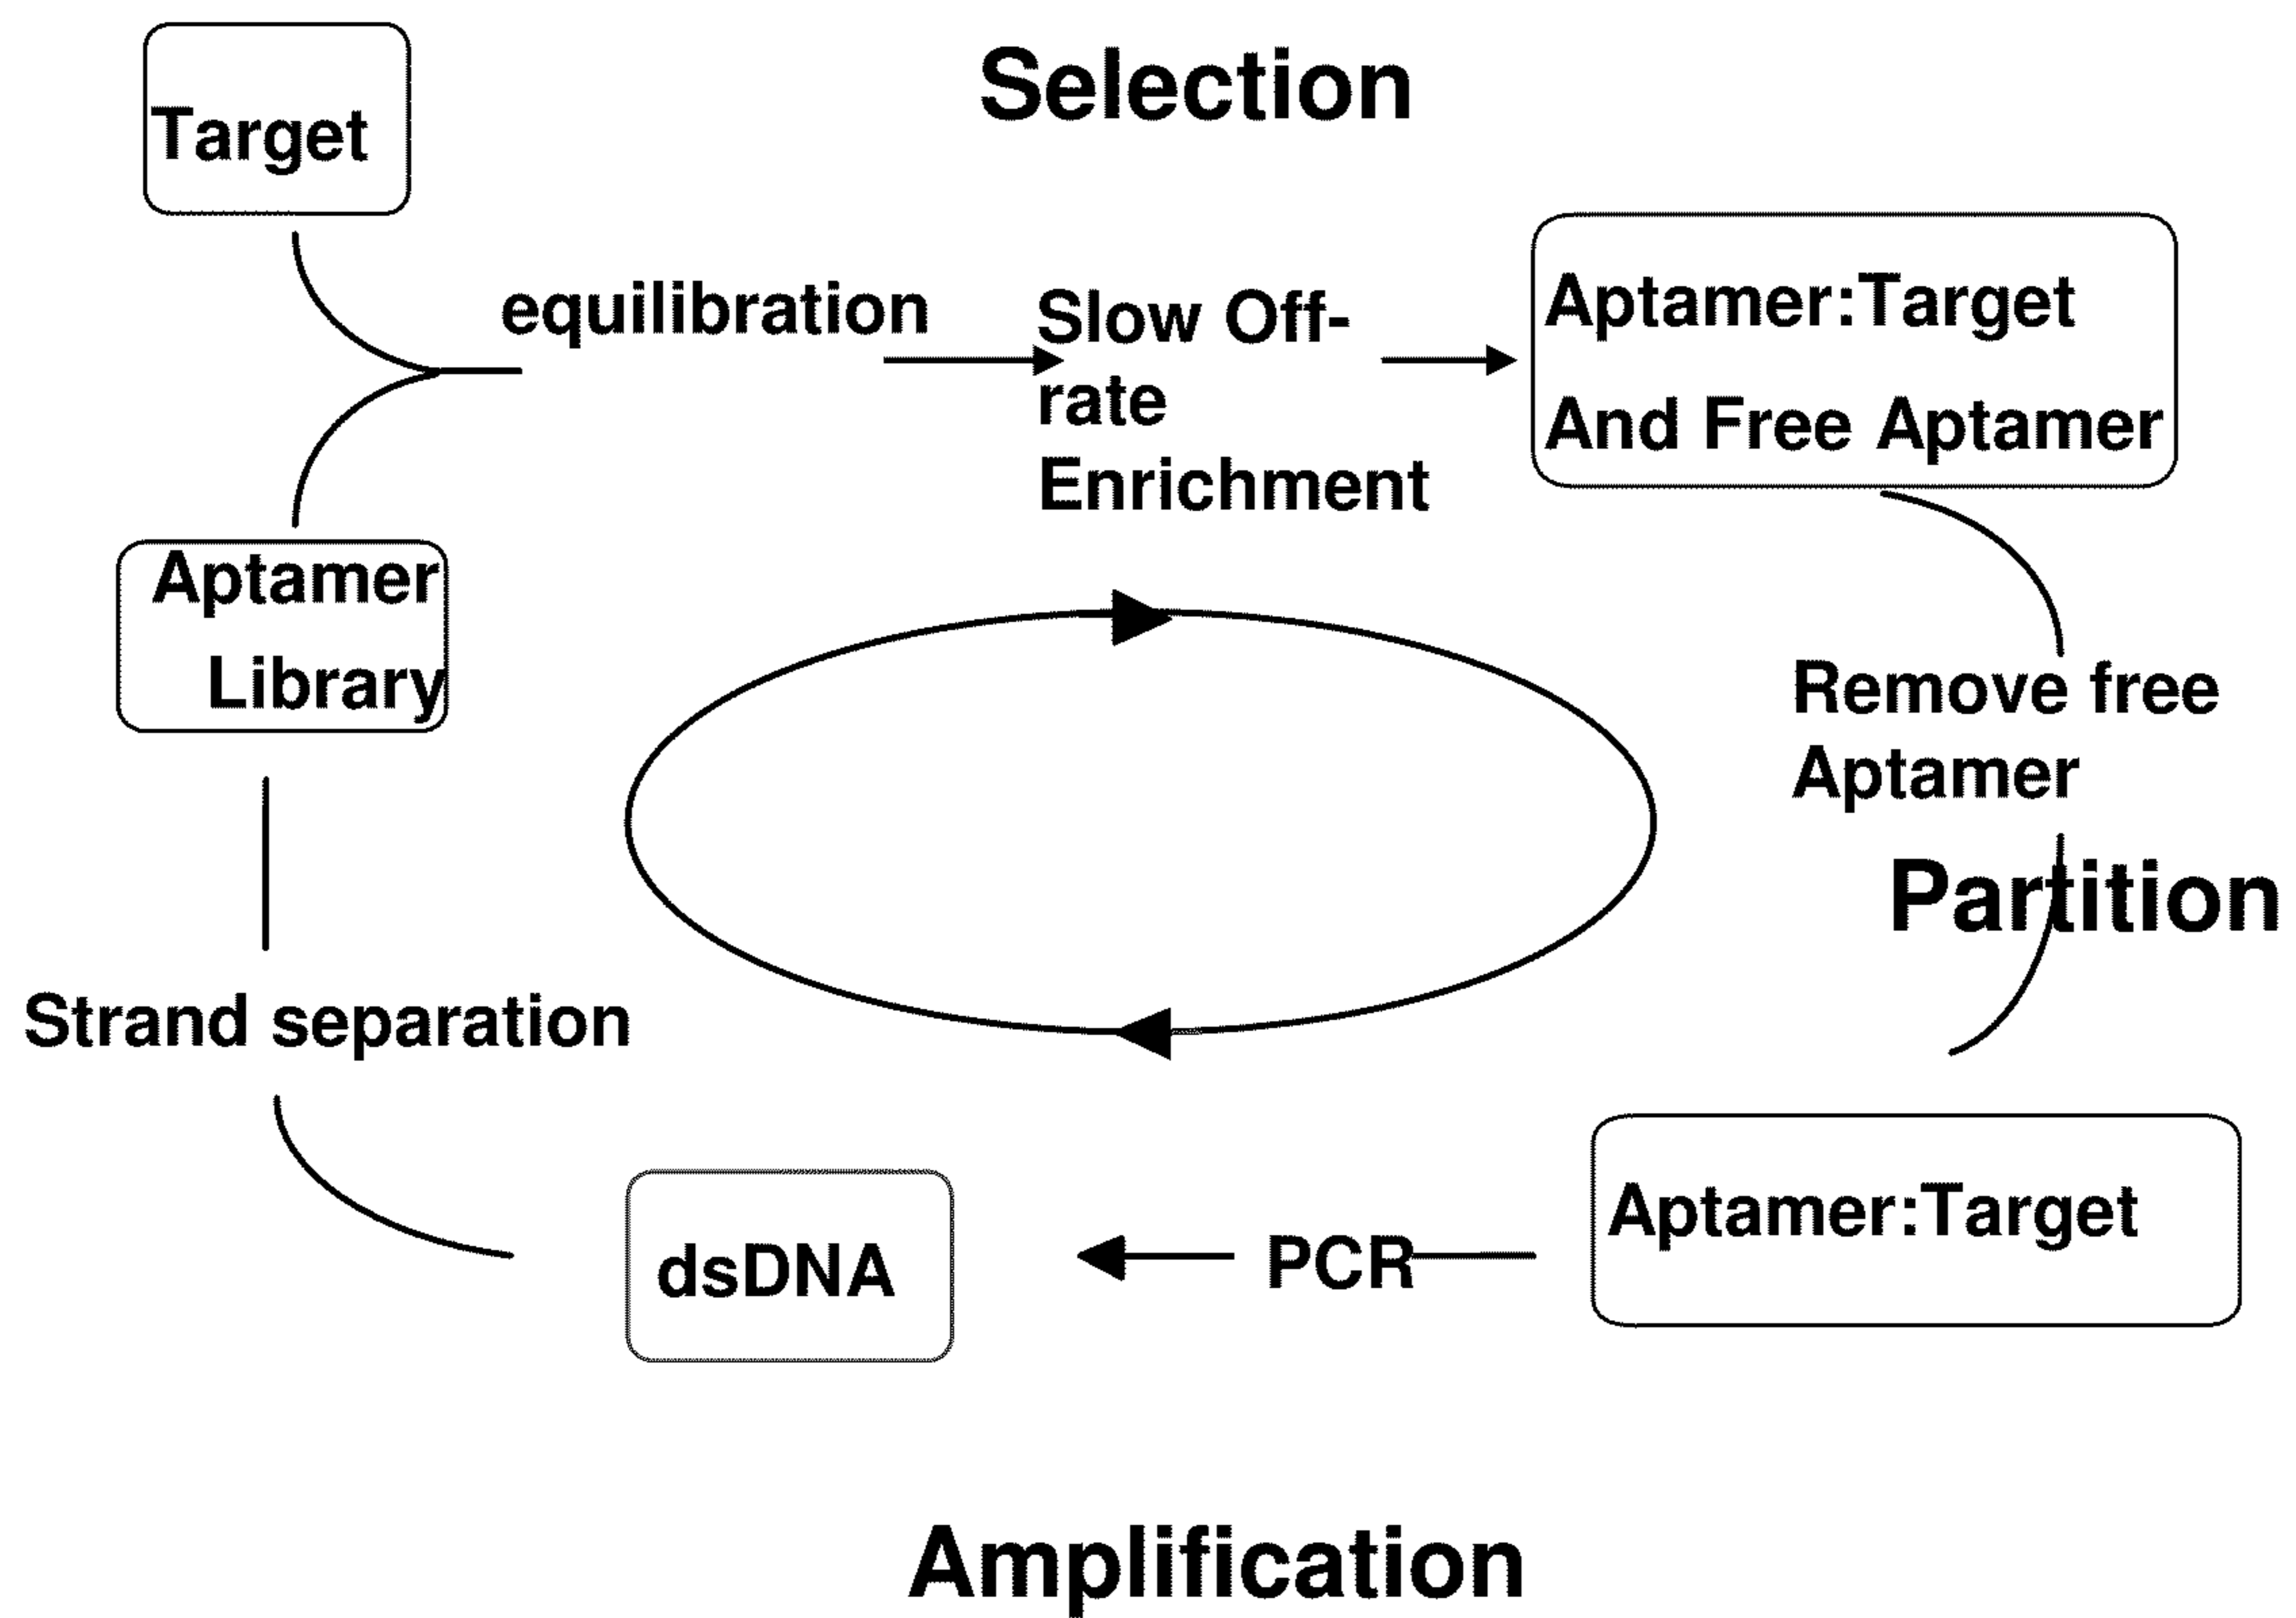 Selection
Target
equilibration
Slow Off-
rate
Enrichment
Aptamer:Target
And Free Aptamer
Aptamer
Library
Remove free
Aptamer
Partition
Strand separation
Aptamer:Target
PCR
dsDNA
Amplification